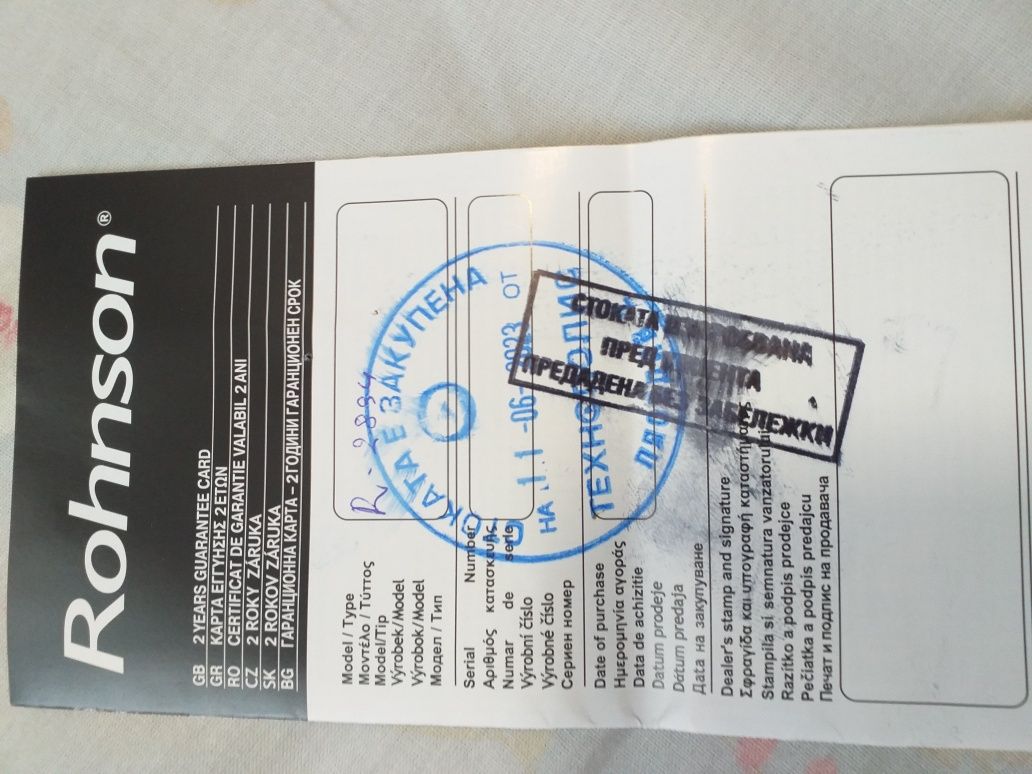 Rohnson®
GB 2 YEARS GUARANTEE CARD
GR ΚΑΡΤΑ ΕΓΓΥΗΣΗΣ 2 ΕΤΩΝ
RO CERTIFICAT DE GARANTIE VALABIL 2 ANI
CZ 2 ROKY ZÁRUKA
SK 2 ROKOV ZÁRUKA
BG ГАРАНЦИОННА КАРТА – 2 ГОДИНИ ГАРАНЦИОНЕН СРОК
Model / Type
Μοντέλο / Τύπος
Model/Tip
Výrobek/Model
Výrobok/Model
Модел / Тип
R-2894
Serial Number
Αριθμός κατασκευής
Numar de serie
Výrobní číslo
Výrobné číslo
Сериен номер
Date of purchase
Ημερομηνία αγοράς
Data de achizitie
Datum prodeje
Dátum predaja
Дата на закупуване
Dealer's stamp and signature
Σφραγίδα και υπογραφή καταστήματος
Stampila si semnatura vanzatorului
Razítko a podpis prodejce
Pečiatka a podpis predajcu
Печат и подпис на продавача
СТОКАТА Е ЗАКУПЕНА
НА 11-06-2023 ОТ
ТЕХНОПОЛИС
СТОКАТА Е
ПРЕД КЛИЕНТА
ПРЕДАДЕНА БЕЗ ЗАБЕЛЕЖКИ